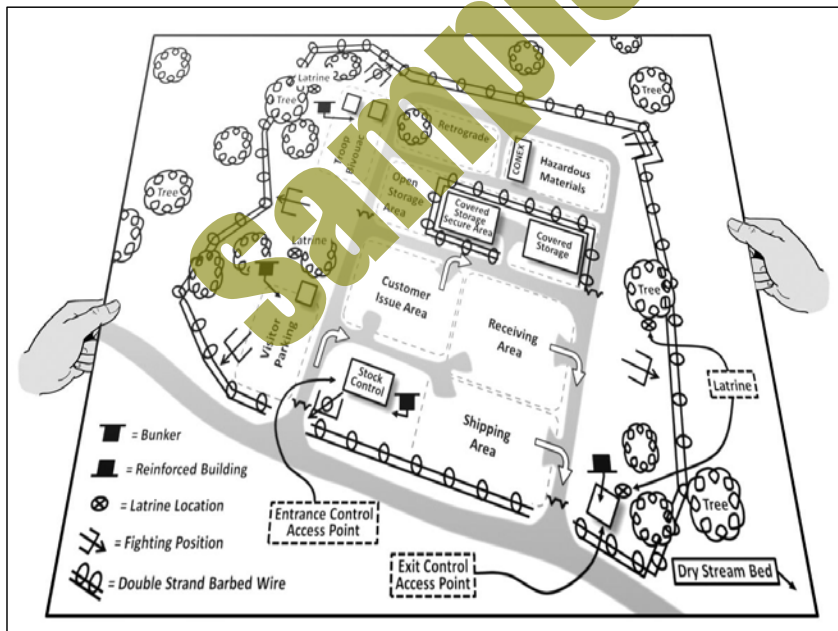 Sample
Latrine
Tree
Retrograde
Tree
Troop
Bivouac
CONEX
Hazardous
Materials
Tree
Open
Storage
Area
Covered
Storage
Secure Area
Covered
Storage
Latrine
Customer
Issue Area
Tree
Visitor
Parking
Receiving
Area
Stock
Control
Latrine
Shipping
Area
= Bunker
= Reinforced Building
= Latrine Location
= Fighting Position
= Double Strand Barbed Wire
Entrance Control
Access Point
Exit Control
Access Point
Tree
Dry Stream Bed